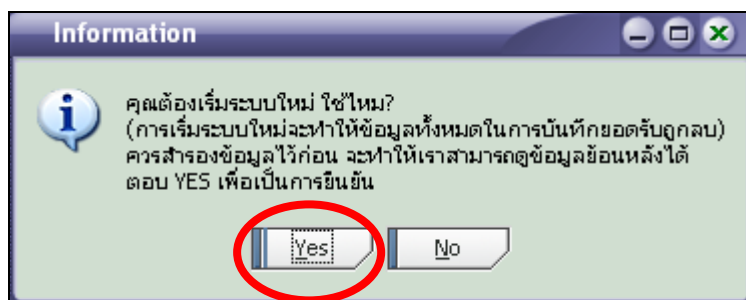 Information
คุณต้องเริ่มระบบใหม่ ใช่ไหม?
(การเริ่มระบบใหม่จะทำให้ข้อมูลทั้งหมดในการบันทึกยอดรับถูกลบ)
ควรสำรองข้อมูลไว้ก่อน จะทำให้เราสามารถดูข้อมูลย้อนหลังได้
ตอบ YES เพื่อเป็นการยืนยัน
Yes No